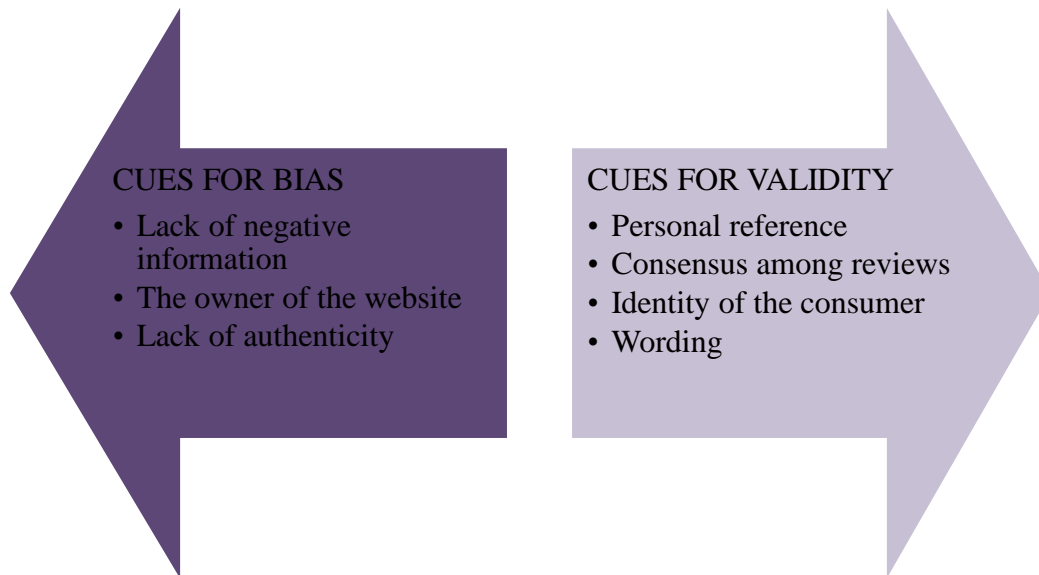 CUES FOR BIAS
• Lack of negative
information
• The owner of the website
• Lack of authenticity
CUES FOR VALIDITY
• Personal reference
• Consensus among reviews
• Identity of the consumer
• Wording